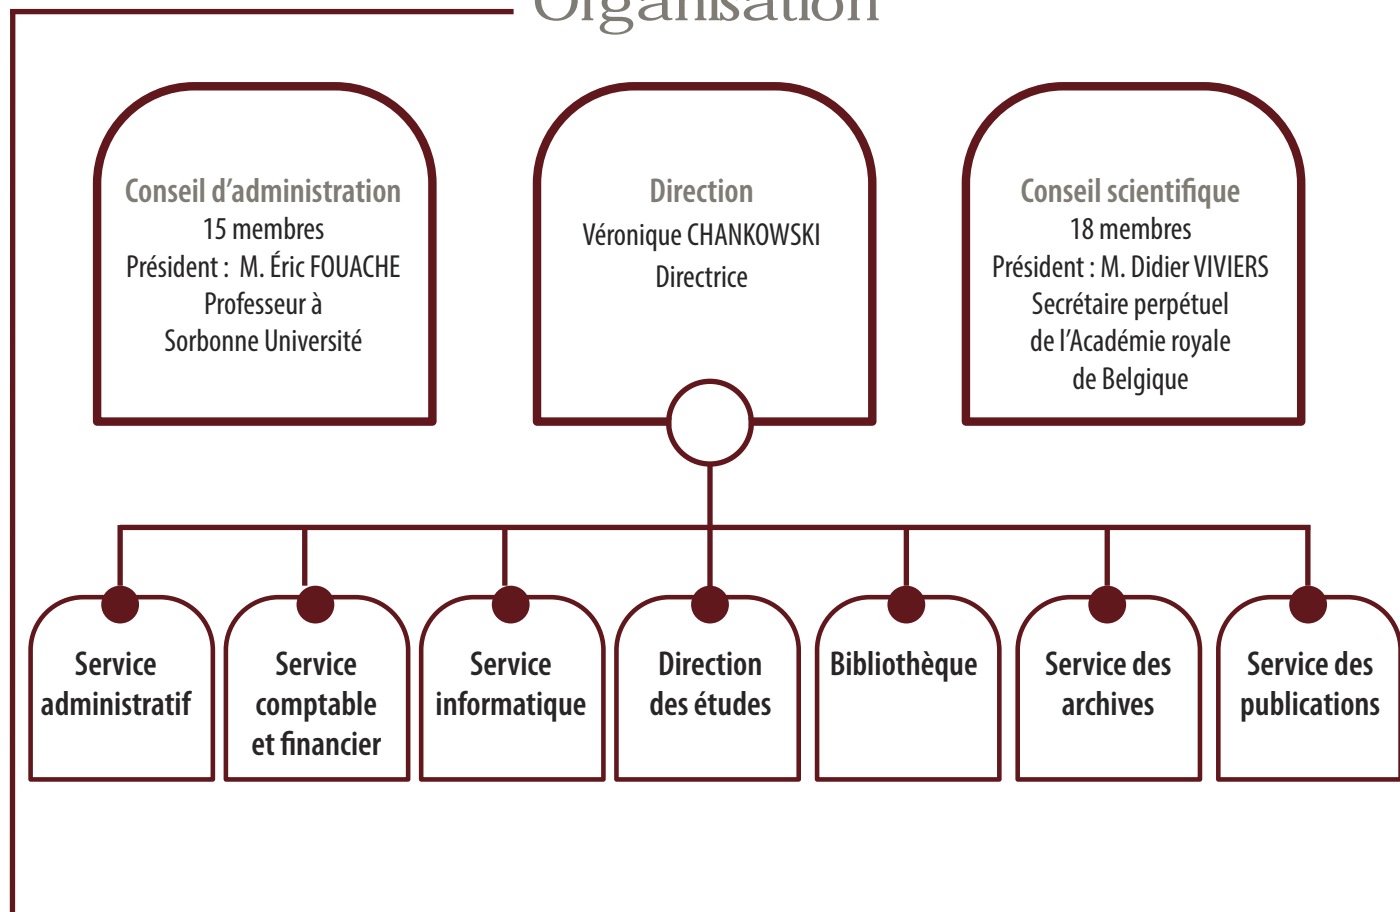 Organisation
Conseil d'administration
15 membres
Président : M. Éric FOUACHE
Professeur à
Sorbonne Université
Direction
Véronique CHANKOWSKI
Directrice
Conseil scientifique
18 membres
Président : M. Didier VIVIERS
Secrétaire perpétuel
de l'Académie royale
de Belgique
Service
administratif
Service
comptable
et financier
Service
informatique
Direction
des études
Bibliothèque
Service des
archives
Service des
publications